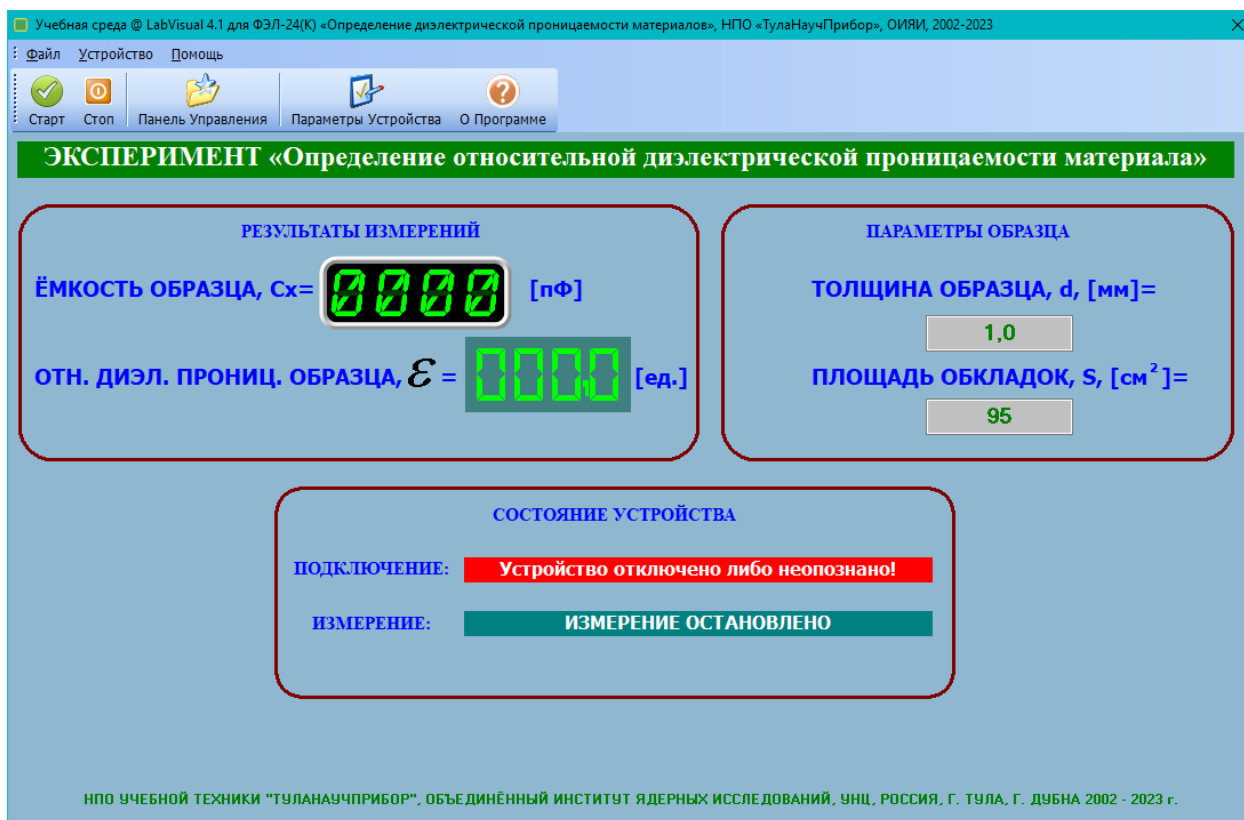 Учебная среда @ LabVisual 4.1 для ФЭЛ-24(К) «Определение диэлектрической проницаемости материалов», НПО «ТулаНаучПрибор», ОИЯИ, 2002-2023
Файл Устройство Помощь
Старт Стоп Панель Управления Параметры Устройства О Программе
ЭКСПЕРИМЕНТ «Определение относительной диэлектрической проницаемости материала»
РЕЗУЛЬТАТЫ ИЗМЕРЕНИЙ
ЁМКОСТЬ ОБРАЗЦА, Cx= 0000 [пФ]
ОТН. ДИЭЛ. ПРОНИЦ. ОБРАЗЦА, ε = 000,0 [ед.]
ПАРАМЕТРЫ ОБРАЗЦА
ТОЛЩИНА ОБРАЗЦА, d, [мм]=
1,0
ПЛОЩАДЬ ОБКЛАДОК, S, [см²]=
95
СОСТОЯНИЕ УСТРОЙСТВА
ПОДКЛЮЧЕНИЕ: Устройство отключено либо неопознано!
ИЗМЕРЕНИЕ: ИЗМЕРЕНИЕ ОСТАНОВЛЕНО
НПО УЧЕБНОЙ ТЕХНИКИ "ТУЛАНАУЧПРИБОР", ОБЪЕДИНЁННЫЙ ИНСТИТУТ ЯДЕРНЫХ ИССЛЕДОВАНИЙ, УНЦ, РОССИЯ, Г. ТУЛА, Г. ДУБНА 2002 - 2023 г.